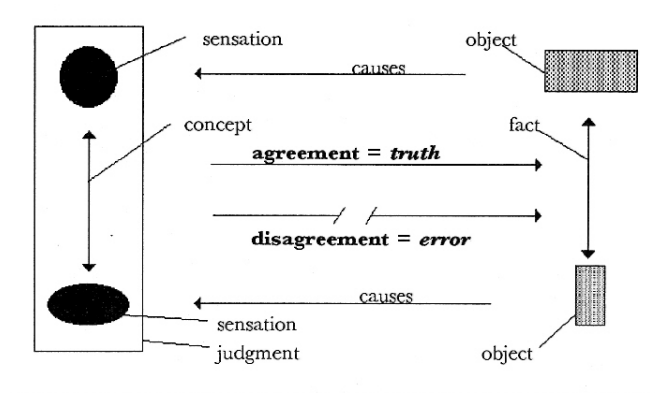 sensation
object
causes
concept
fact
agreement = truth
disagreement = error
causes
sensation
judgment
object